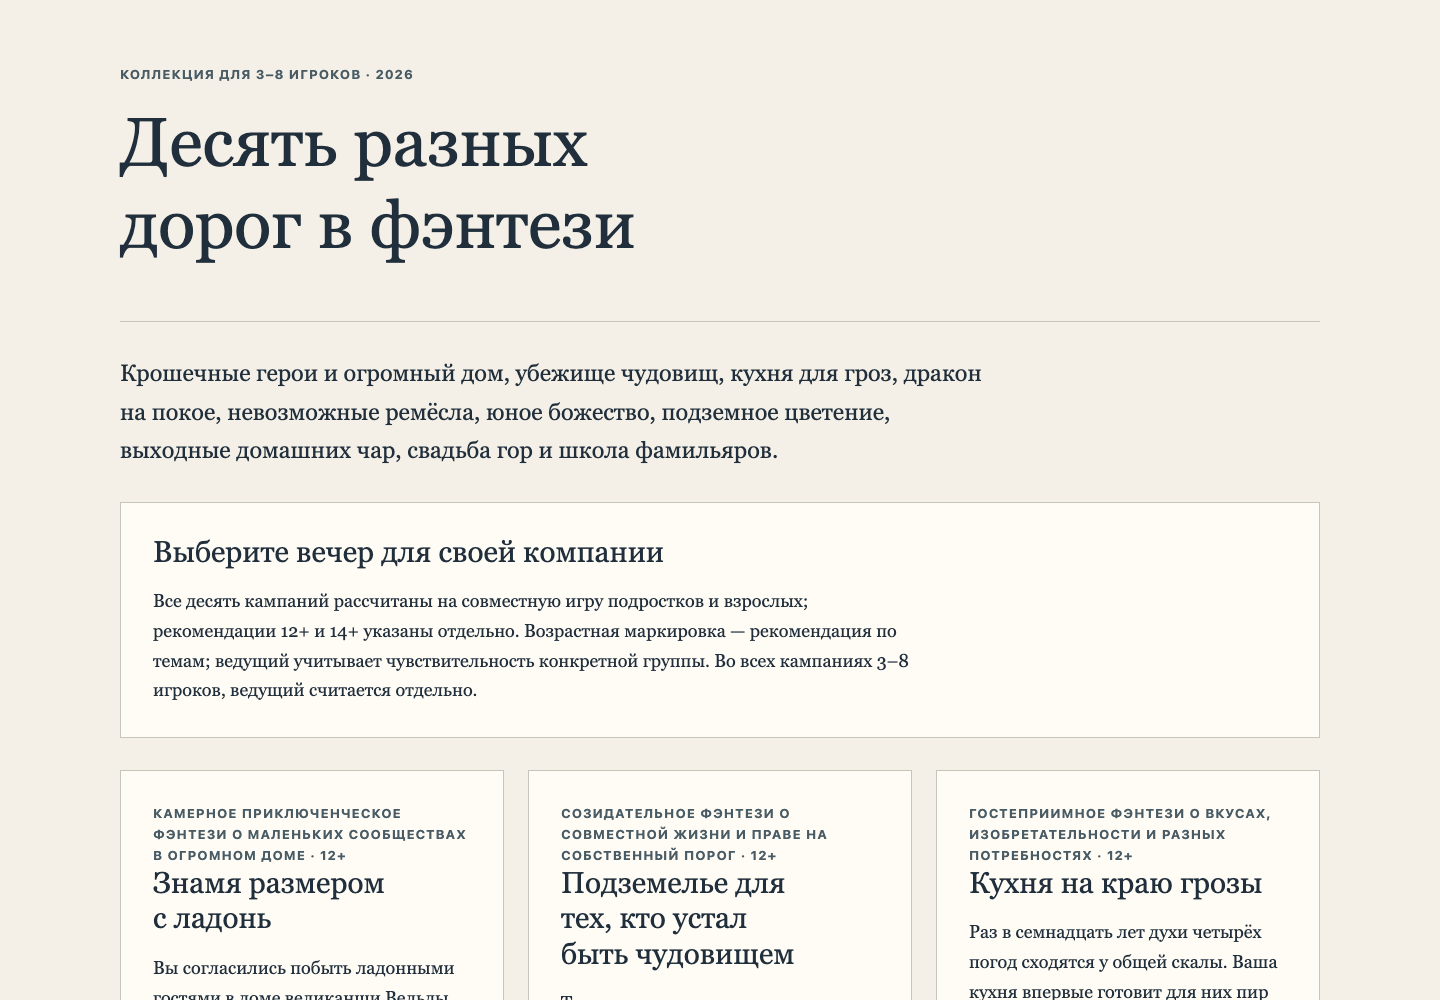 КОЛЛЕКЦИЯ ДЛЯ 3–8 ИГРОКОВ · 2026
Десять разных
дорог в фэнтези
Крошечные герои и огромный дом, убежище чудовищ, кухня для гроз, дракон
на покое, невозможные ремёсла, юное божество, подземное цветение,
выходные домашних чар, свадьба гор и школа фамильяров.
Выберите вечер для своей компании
Все десять кампаний рассчитаны на совместную игру подростков и взрослых;
рекомендации 12+ и 14+ указаны отдельно. Возрастная маркировка — рекомендация по
темам; ведущий учитывает чувствительность конкретной группы. Во всех кампаниях 3–8
игроков, ведущий считается отдельно.
КАМЕРНОЕ ПРИКЛЮЧЕНЧЕСКОЕ
ФЭНТЕЗИ О МАЛЕНЬКИХ СООБЩЕСТВАХ
В ОГРОМНОМ ДОМЕ · 12+
Знамя размером
с ладонь
Вы согласились побыть ладонными
гостями в доме великанши Вельды
СОЗИДАТЕЛЬНОЕ ФЭНТЕЗИ О
СОВМЕСТНОЙ ЖИЗНИ И ПРАВЕ НА
СОБСТВЕННЫЙ ПОРОГ · 12+
Подземелье для
тех, кто устал
быть чудовищем
ГОСТЕПРИИМНОЕ ФЭНТЕЗИ О ВКУСАХ,
ИЗОБРЕТАТЕЛЬНОСТИ И РАЗНЫХ
ПОТРЕБНОСТЯХ · 12+
Кухня на краю грозы
Раз в семнадцать лет духи четырёх
погод сходятся у общей скалы. Ваша
кухня впервые готовит для них пир